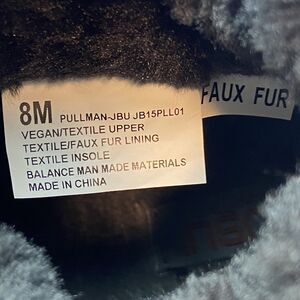 8M PULLMAN-JBU JB15PLL01
VEGAN/TEXTILE UPPER
TEXTILE/FAUX FUR LINING
TEXTILE INSOLE
BALANCE MAN MADE MATERIALS
MADE IN CHINA
FAUX FUR